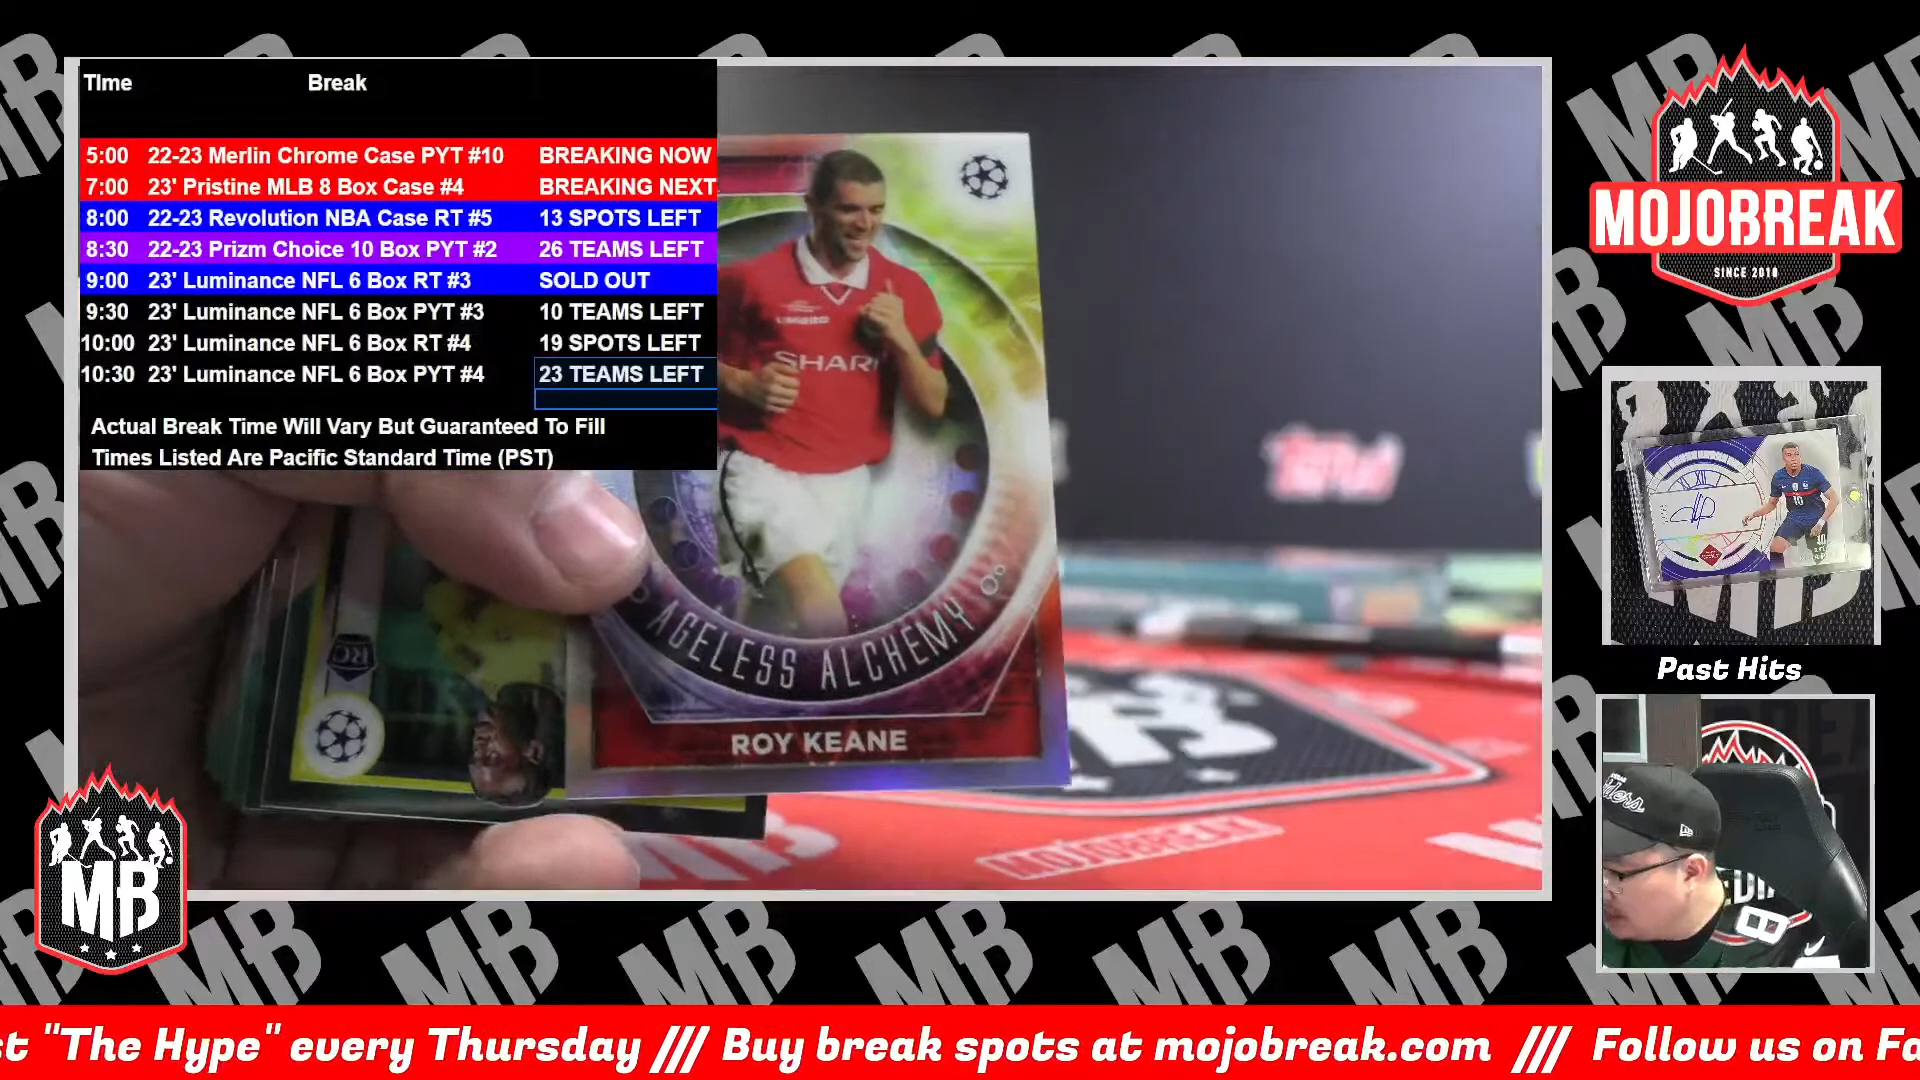 TIme Break
5:00 22-23 Merlin Chrome Case PYT #10 BREAKING NOW
7:00 23' Pristine MLB 8 Box Case #4 BREAKING NEXT
8:00 22-23 Revolution NBA Case RT #5 13 SPOTS LEFT
8:30 22-23 Prizm Choice 10 Box PYT #2 26 TEAMS LEFT
9:00 23' Luminance NFL 6 Box RT #3 SOLD OUT
9:30 23' Luminance NFL 6 Box PYT #3 10 TEAMS LEFT
10:00 23' Luminance NFL 6 Box RT #4 19 SPOTS LEFT
10:30 23' Luminance NFL 6 Box PYT #4 23 TEAMS LEFT
Actual Break Time Will Vary But Guaranteed To Fill
Times Listed Are Pacific Standard Time (PST)
umbro
SHARP
AGELESS ALCHEMY
ROY KEANE
RC
topps
MOJOBREAK
MOJOBREAK
SINCE 2010
Past Hits
MB
st "The Hype" every Thursday /// Buy break spots at mojobreak.com /// Follow us on Fa